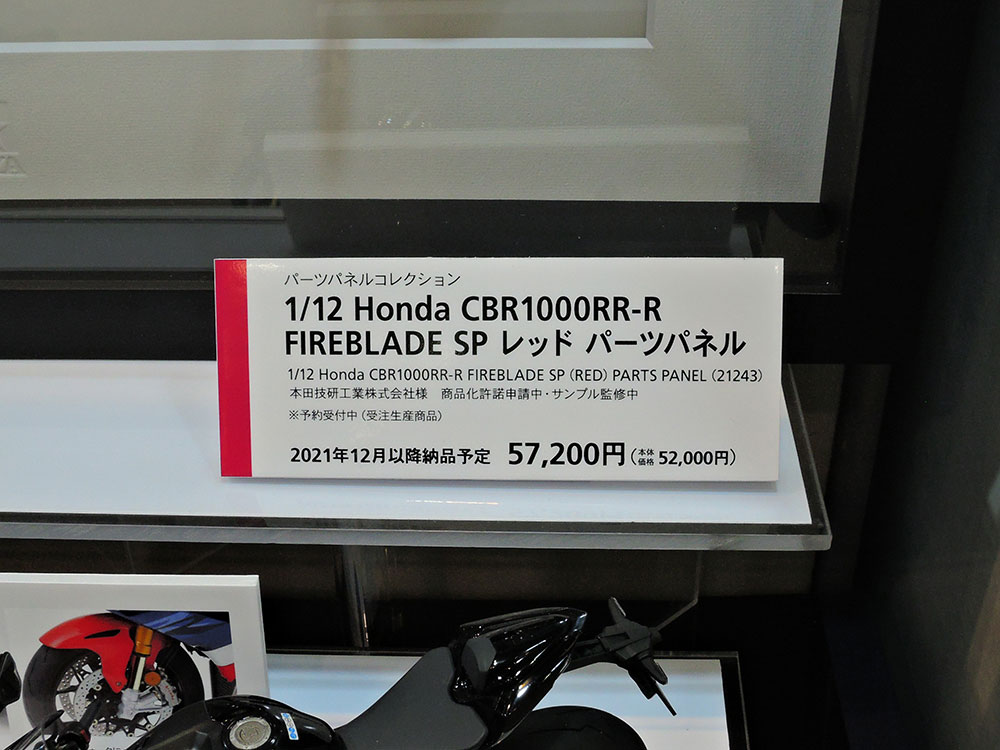 パーツパネルコレクション
1/12 Honda CBR1000RR-R
FIREBLADE SP レッド パーツパネル
1/12 Honda CBR1000RR-R FIREBLADE SP (RED) PARTS PANEL (21243)
本田技研工業株式会社様　商品化許諾申請中・サンプル監修中
※予約受付中(受注生産商品)
2021年12月以降納品予定 57,200円(本体価格 52,000円)